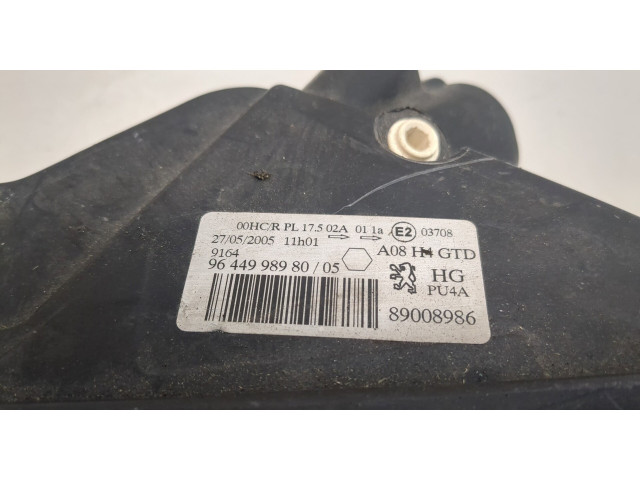 00HC/R PL 17.5 02A 01 1a E2 03708
27/05/2005 11h01
9164
A08 H4 GTD
96 449 989 80 / 05
HG
PU4A
89008986